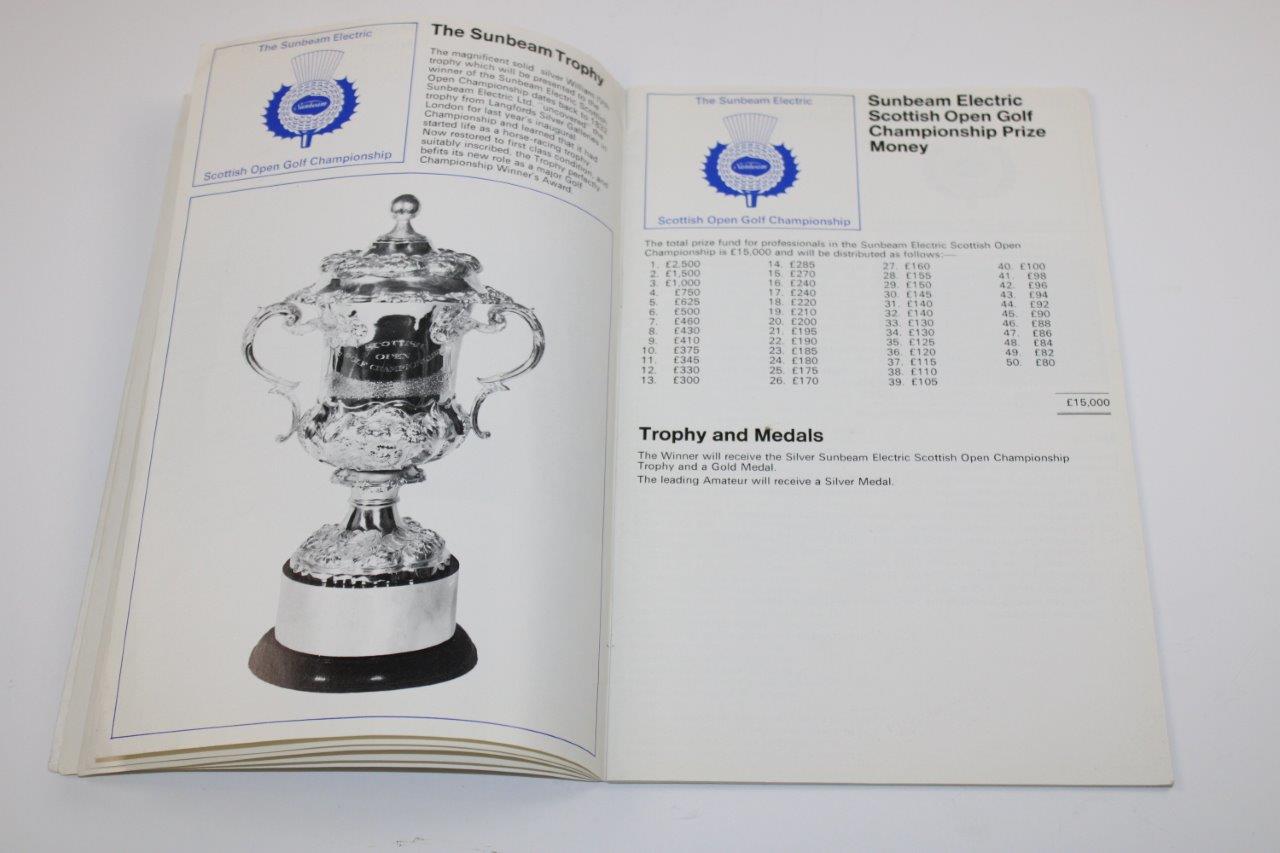 The Sunbeam Electric
Sunbeam
Scottish Open Golf Championship
The Sunbeam Trophy
The magnificent solid silver William IVth
trophy which will be presented to the
winner of the Sunbeam Electric Scottish
Open Championship dates back to 1832.
Sunbeam Electric Ltd. "uncovered" the
trophy from Langfords Silver Galleries in
London for last year's inaugural
Championship and learned that it had
started life as a horse-racing trophy.
Now restored to first class condition, and
suitably inscribed, the Trophy perfectly
befits its new role as a major Golf
Championship Winner's Award.
SCOTTISH
OPEN
GOLF CHAMPIONSHIP
The Sunbeam Electric
Sunbeam
Scottish Open Golf Championship
Sunbeam Electric
Scottish Open Golf
Championship Prize
Money
The total prize fund for professionals in the Sunbeam Electric Scottish Open
Championship is £15,000 and will be distributed as follows:—
1. £2,500 14. £285 27. £160 40. £100
2. £1,500 15. £270 28. £155 41. £98
3. £1,000 16. £240 29. £150 42. £96
4. £750 17. £240 30. £145 43. £94
5. £625 18. £220 31. £140 44. £92
6. £500 19. £210 32. £140 45. £90
7. £460 20. £200 33. £130 46. £88
8. £430 21. £195 34. £130 47. £86
9. £410 22. £190 35. £125 48. £84
10. £375 23. £185 36. £120 49. £82
11. £345 24. £180 37. £115 50. £80
12. £330 25. £175 38. £110
13. £300 26. £170 39. £105
£15,000
Trophy and Medals
The Winner will receive the Silver Sunbeam Electric Scottish Open Championship
Trophy and a Gold Medal.
The leading Amateur will receive a Silver Medal.